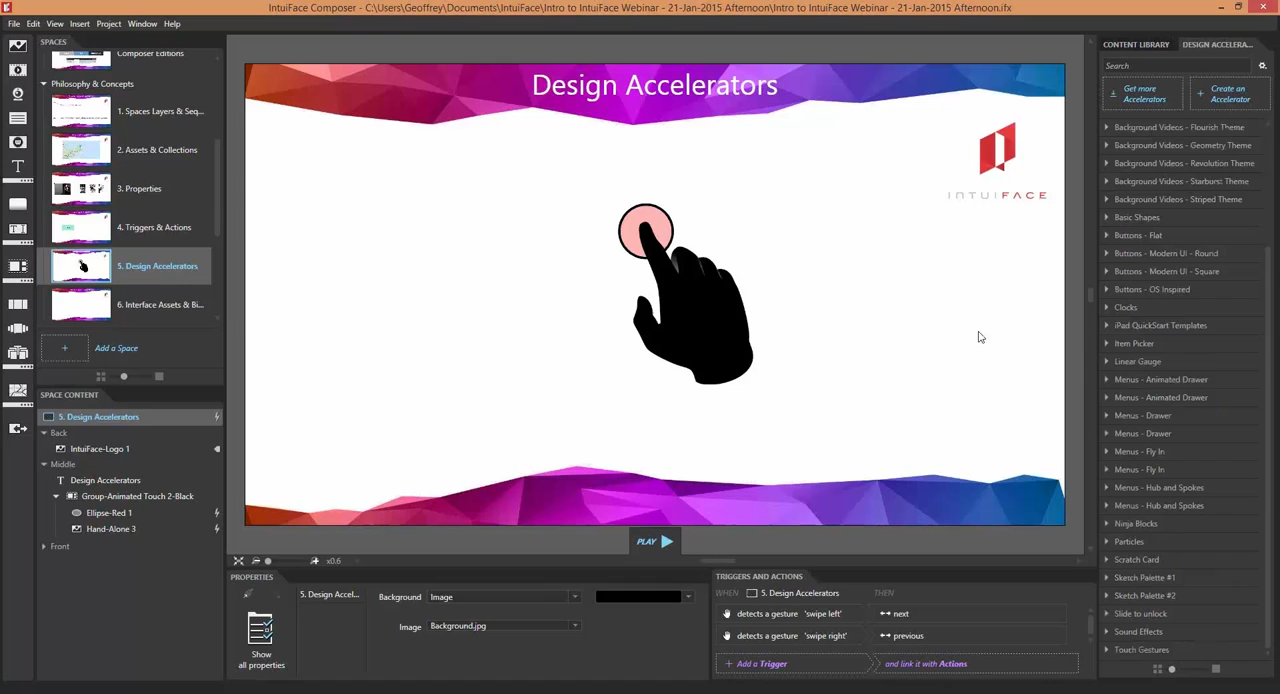 IntuiFace Composer - C:\Users\Geoffrey\Documents\IntuiFace\Intro to IntuiFace Webinar - 21-Jan-2015 Afternoon\Intro to IntuiFace Webinar - 21-Jan-2015 Afternoon.ifx
File Edit View Insert Project Window Help
SPACES
Composer Editions
Philosophy & Concepts
1. Spaces Layers & Seq...
2. Assets & Collections
3. Properties
4. Triggers & Actions
5. Design Accelerators
6. Interface Assets & Bi...
+ Add a Space
SPACE CONTENT
5. Design Accelerators
Back
IntuiFace-Logo 1
Middle
T Design Accelerators
Group-Animated Touch 2-Black
Ellipse-Red 1
Hand-Alone 3
Front
Design Accelerators
INTUIFACE
PLAY
x0.6
PROPERTIES
Show
all properties
5. Design Accel...
Background Image
Image Background.jpg
TRIGGERS AND ACTIONS
WHEN 5. Design Accelerators THEN
detects a gesture 'swipe left' next
detects a gesture 'swipe right' previous
+ Add a Trigger and link it with Actions
CONTENT LIBRARY DESIGN ACCELERA...
Search
Get more
Accelerators
+ Create an
Accelerator
Background Videos - Flourish Theme
Background Videos - Geometry Theme
Background Videos - Revolution Theme
Background Videos - Starburst Theme
Background Videos - Striped Theme
Basic Shapes
Buttons - Flat
Buttons - Modern UI - Round
Buttons - Modern UI - Square
Buttons - OS Inspired
Clocks
iPad QuickStart Templates
Item Picker
Linear Gauge
Menus - Animated Drawer
Menus - Animated Drawer
Menus - Drawer
Menus - Drawer
Menus - Fly In
Menus - Fly In
Menus - Hub and Spokes
Menus - Hub and Spokes
Ninja Blocks
Particles
Scratch Card
Sketch Palette #1
Sketch Palette #2
Slide to unlock
Sound Effects
Touch Gestures